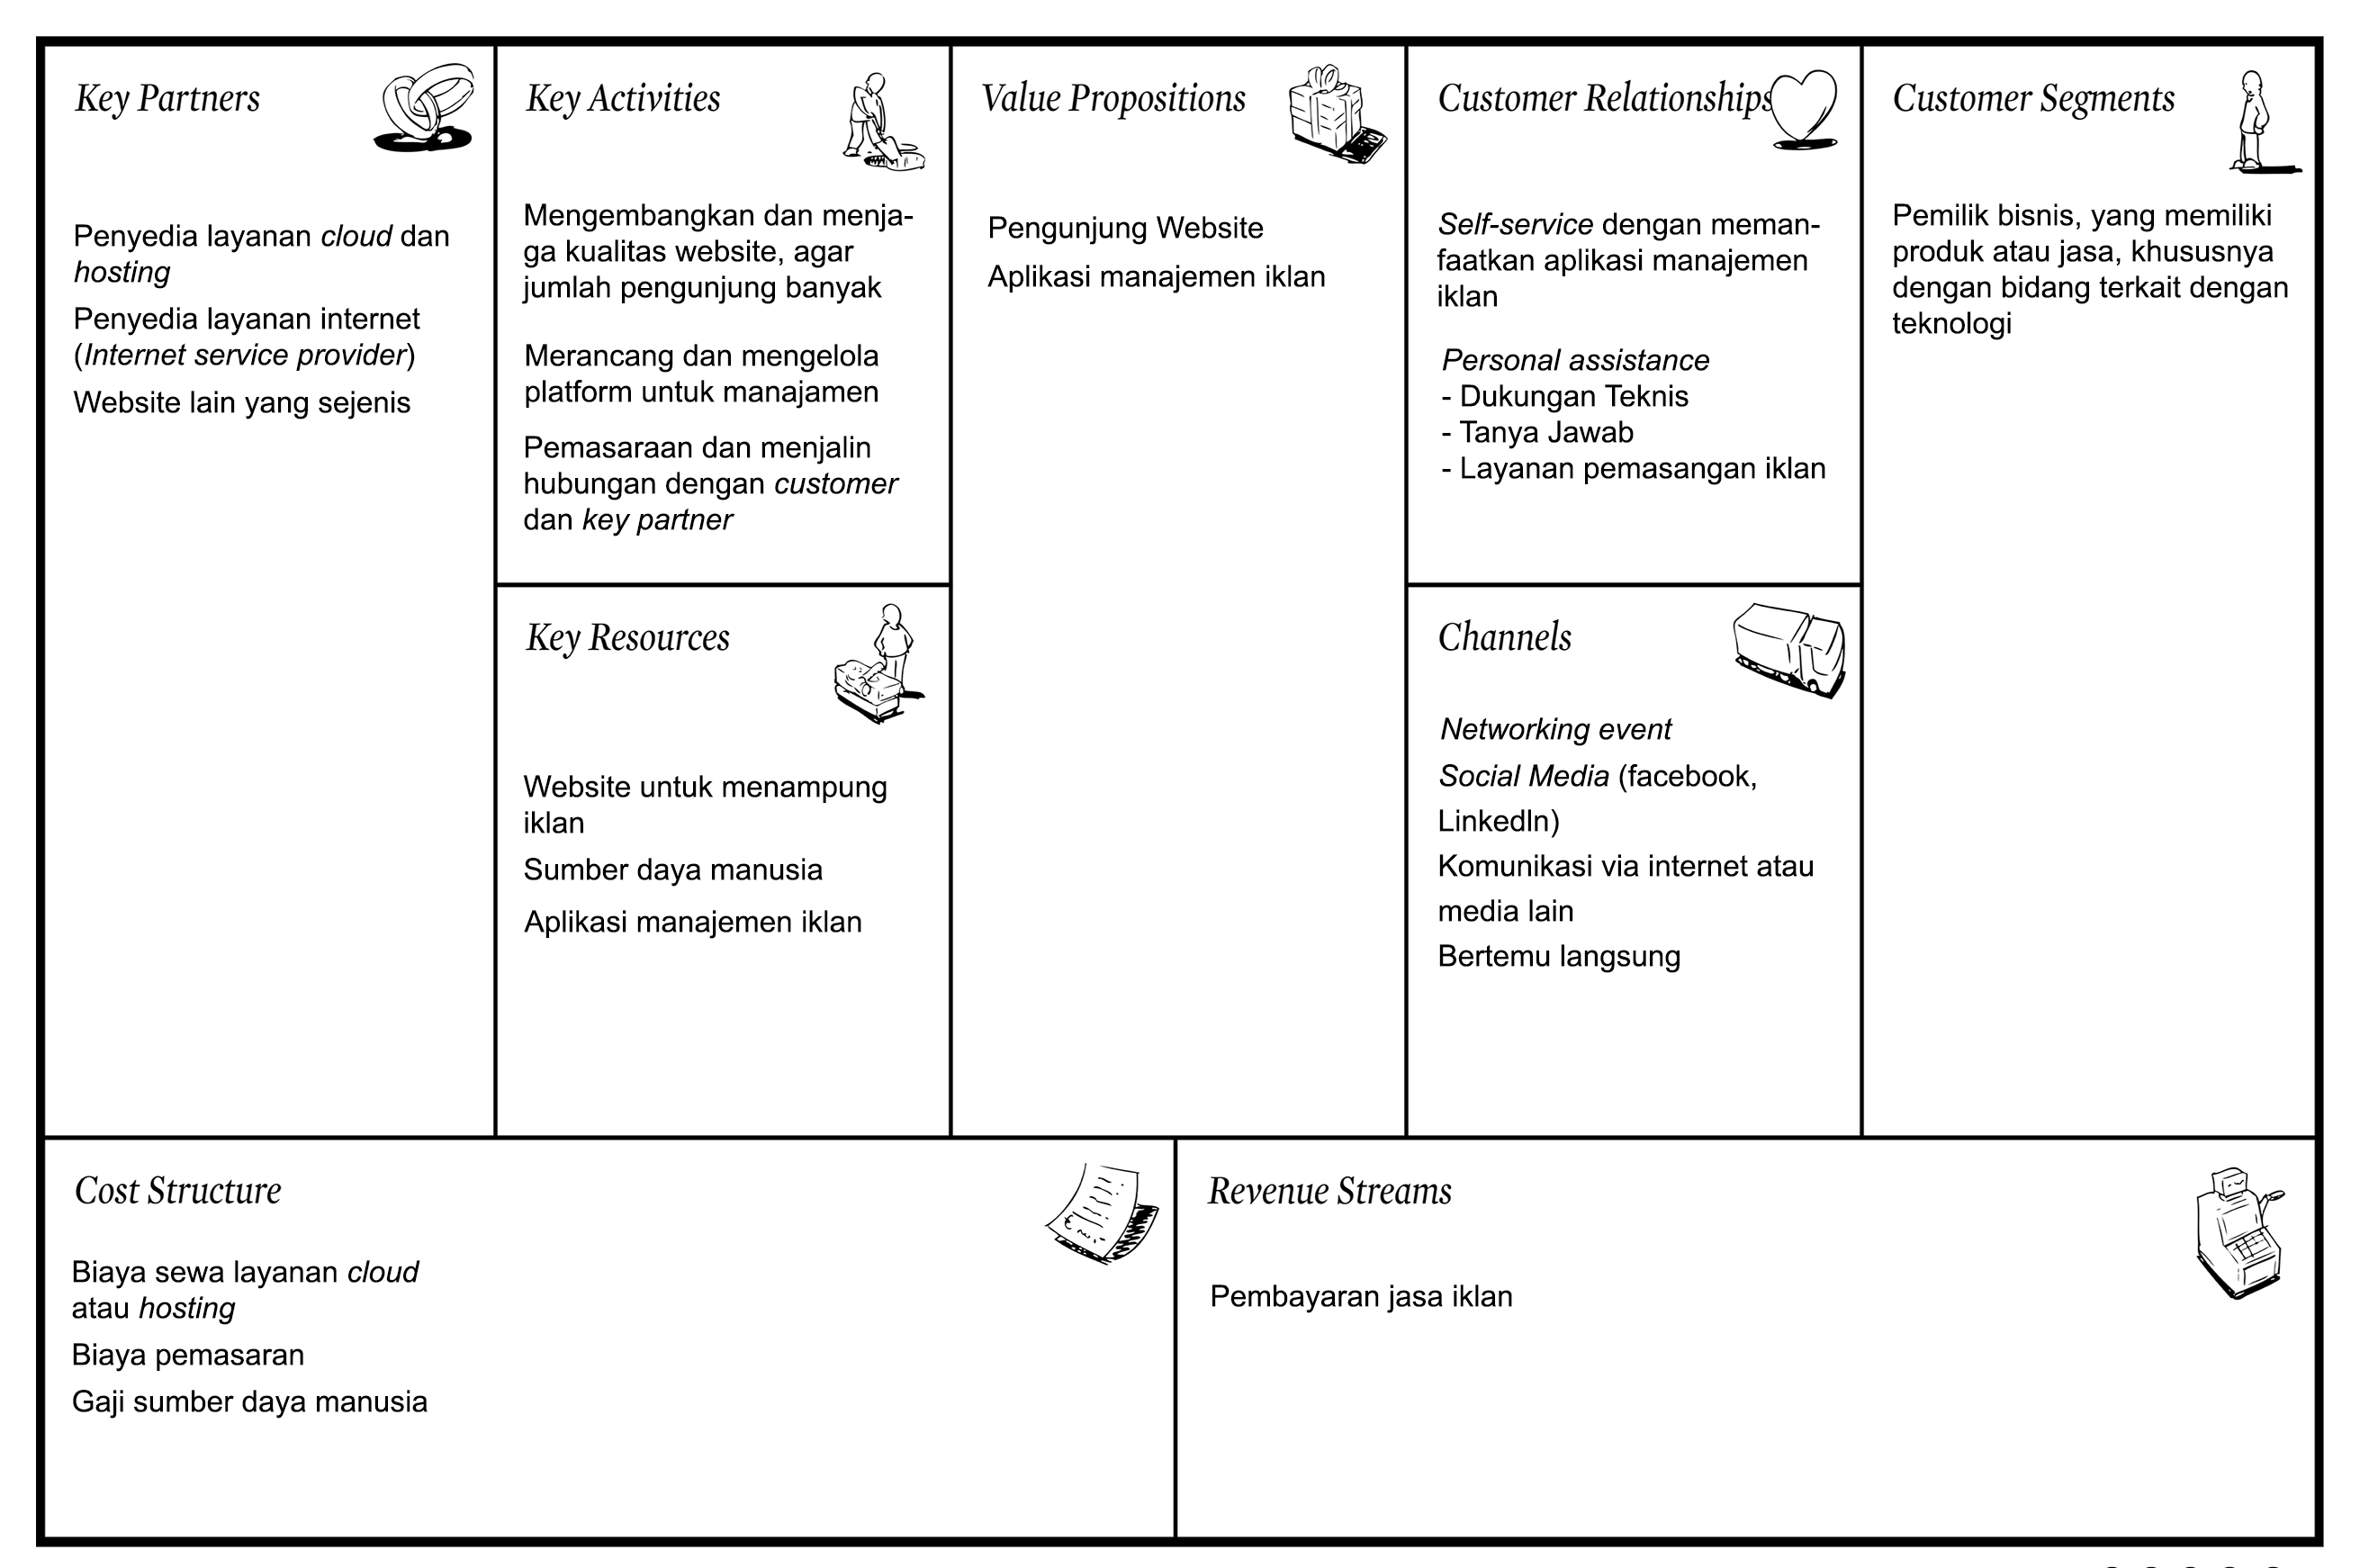 Key Partners
Penyedia layanan cloud dan
hosting
Penyedia layanan internet
(Internet service provider)
Website lain yang sejenis
Key Activities
Mengembangkan dan menja-
ga kualitas website, agar
jumlah pengunjung banyak
Merancang dan mengelola
platform untuk manajamen
Pemasaraan dan menjalin
hubungan dengan customer
dan key partner
Key Resources
Website untuk menampung
iklan
Sumber daya manusia
Aplikasi manajemen iklan
Value Propositions
Pengunjung Website
Aplikasi manajemen iklan
Customer Relationships
Self-service dengan meman-
faatkan aplikasi manajemen
iklan
Personal assistance
- Dukungan Teknis
- Tanya Jawab
- Layanan pemasangan iklan
Channels
Networking event
Social Media (facebook,
LinkedIn)
Komunikasi via internet atau
media lain
Bertemu langsung
Customer Segments
Pemilik bisnis, yang memiliki
produk atau jasa, khususnya
dengan bidang terkait dengan
teknologi
Cost Structure
Biaya sewa layanan cloud
atau hosting
Biaya pemasaran
Gaji sumber daya manusia
Revenue Streams
Pembayaran jasa iklan